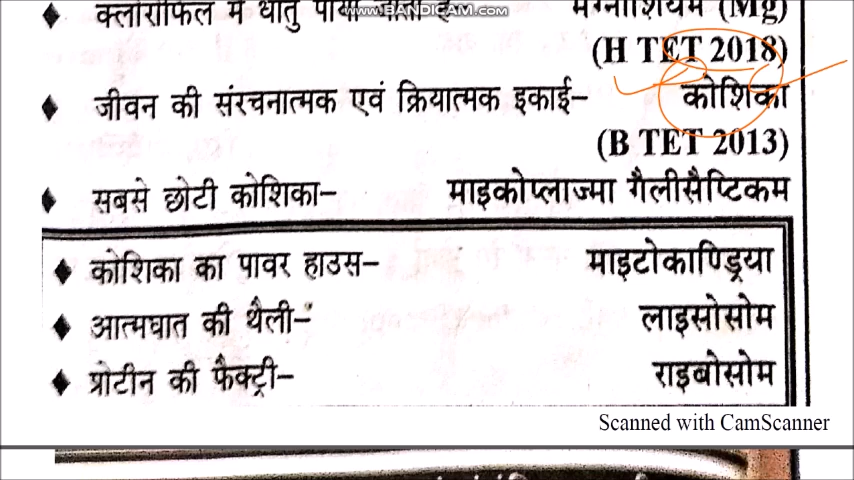 WWW.BANDICAM.COM
क्लोरोफिल में धातु पायी जाती है– मैग्नीशियम (Mg)
(H TET 2018)
जीवन की संरचनात्मक एवं क्रियात्मक इकाई– कोशिका
(B TET 2013)
सबसे छोटी कोशिका– माइकोप्लाज्मा गैलीसैप्टिकम
कोशिका का पावर हाउस– माइटोकाण्ड्रिया
आत्मघात की थैली– लाइसोसोम
प्रोटीन की फैक्ट्री– राइबोसोम
Scanned with CamScanner